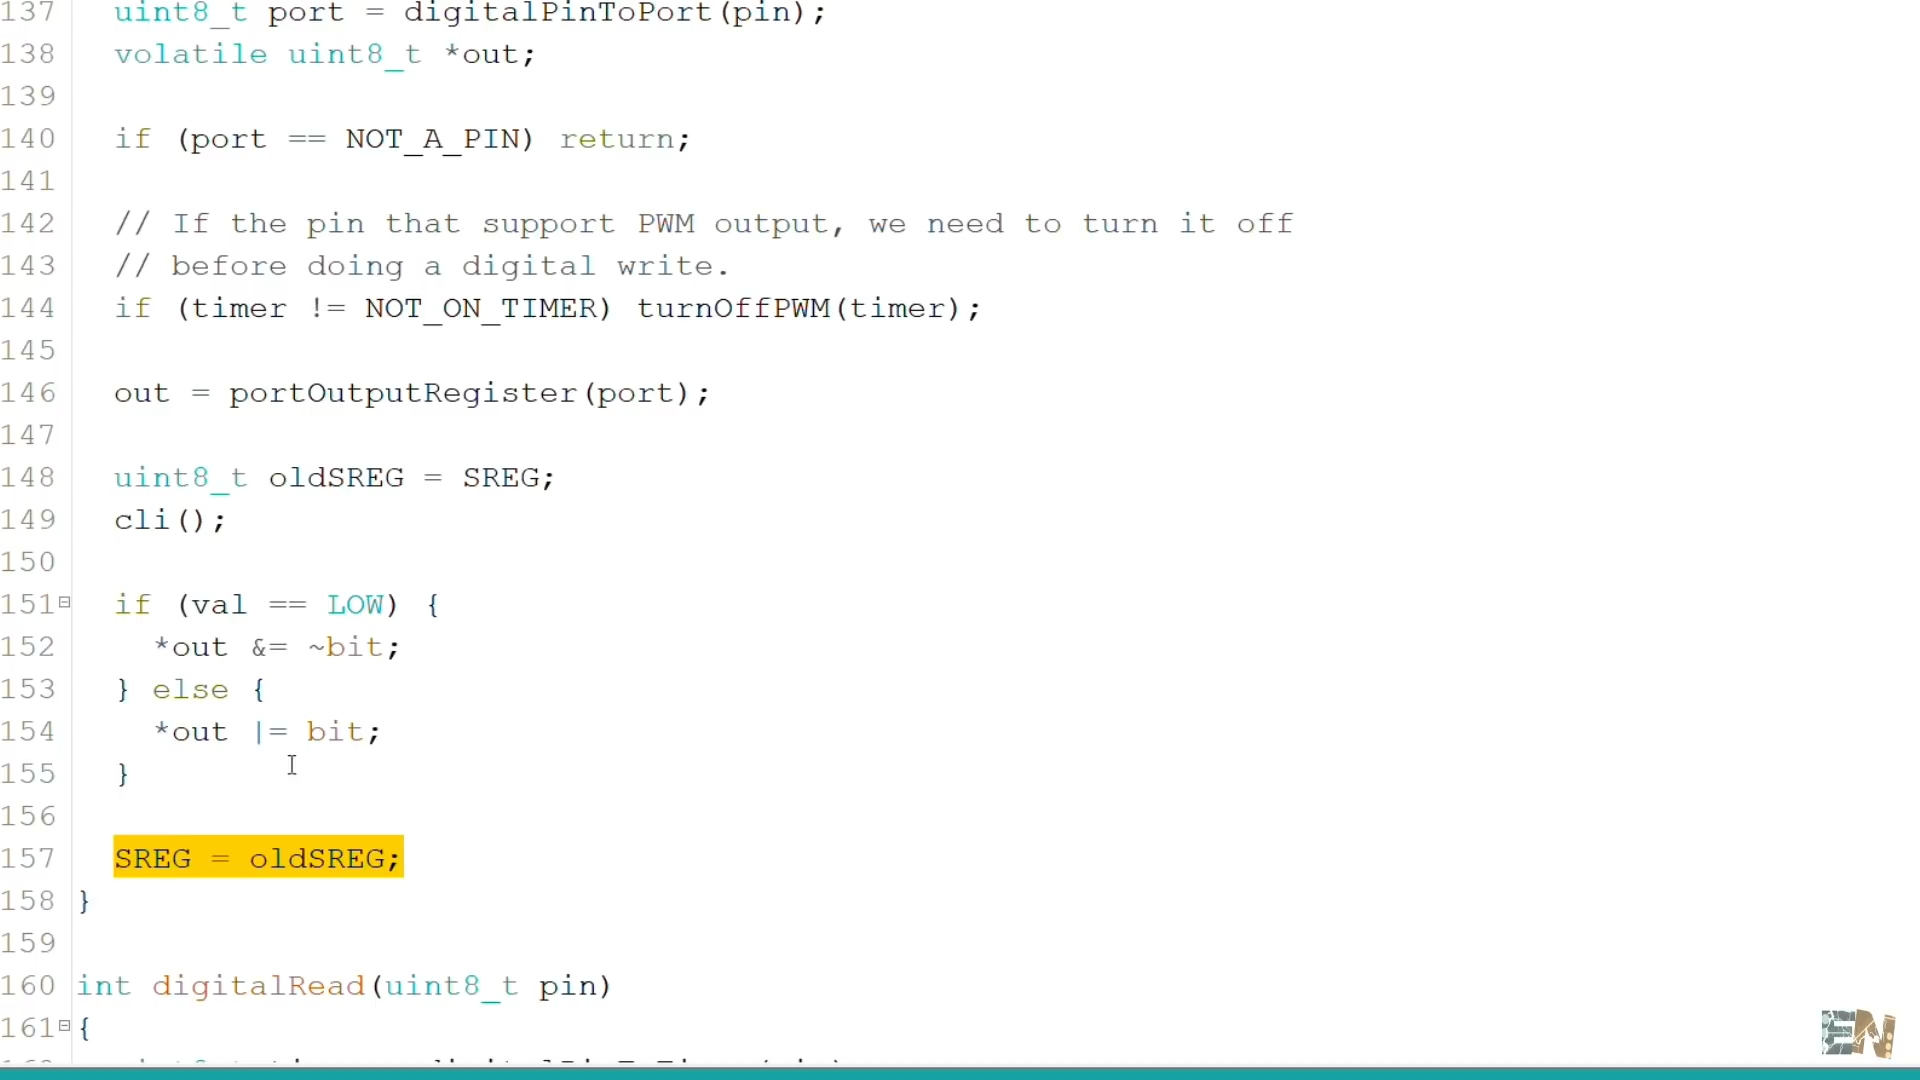 137 uint8_t port = digitalPinToPort(pin);
138 volatile uint8_t *out;
139
140 if (port == NOT_A_PIN) return;
141
142 // If the pin that support PWM output, we need to turn it off
143 // before doing a digital write.
144 if (timer != NOT_ON_TIMER) turnOffPWM(timer);
145
146 out = portOutputRegister(port);
147
148 uint8_t oldSREG = SREG;
149 cli();
150
151 if (val == LOW) {
152 *out &= ~bit;
153 } else {
154 *out |= bit;
155 }
156
157 SREG = oldSREG;
158 }
159
160 int digitalRead(uint8_t pin)
161 {
EN